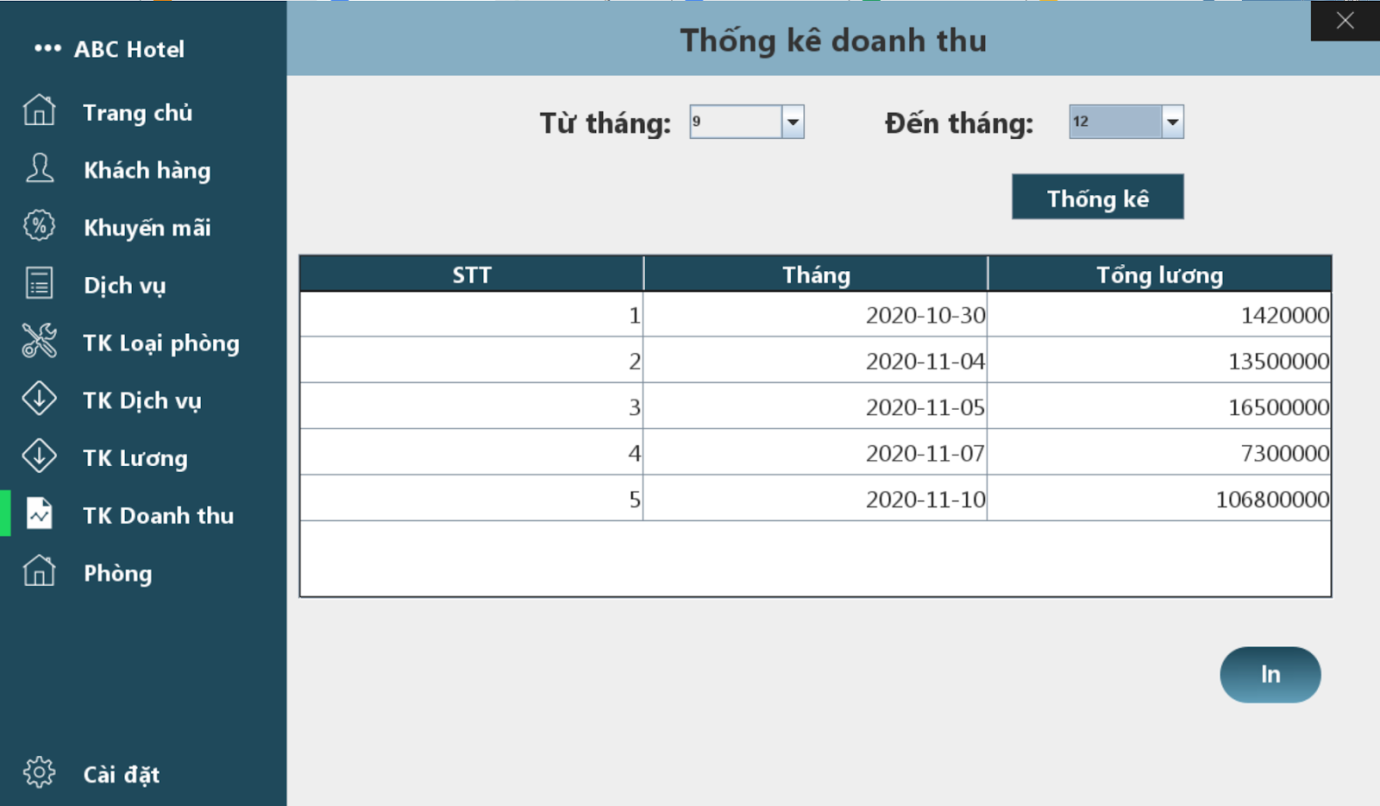 ABC Hotel
Trang chủ
Khách hàng
Khuyến mãi
Dịch vụ
TK Loại phòng
TK Dịch vụ
TK Lương
TK Doanh thu
Phòng
Cài đặt
Thống kê doanh thu
Từ tháng: 9 Đến tháng: 12
Thống kê
STT Tháng Tổng lương
1 2020-10-30 1420000
2 2020-11-04 13500000
3 2020-11-05 16500000
4 2020-11-07 7300000
5 2020-11-10 106800000
In